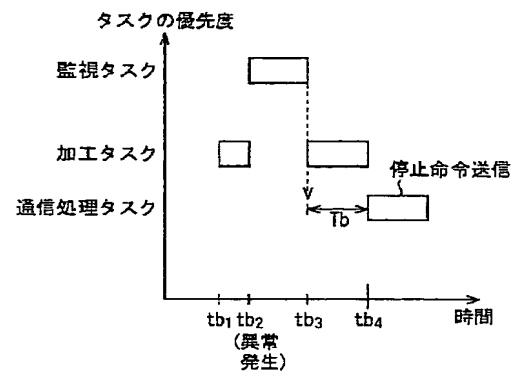 タスクの優先度
監視タスク
加工タスク
停止命令送信
通信処理タスク
Tb
tb1 tb2 tb3 tb4
時間
(異常
発生)